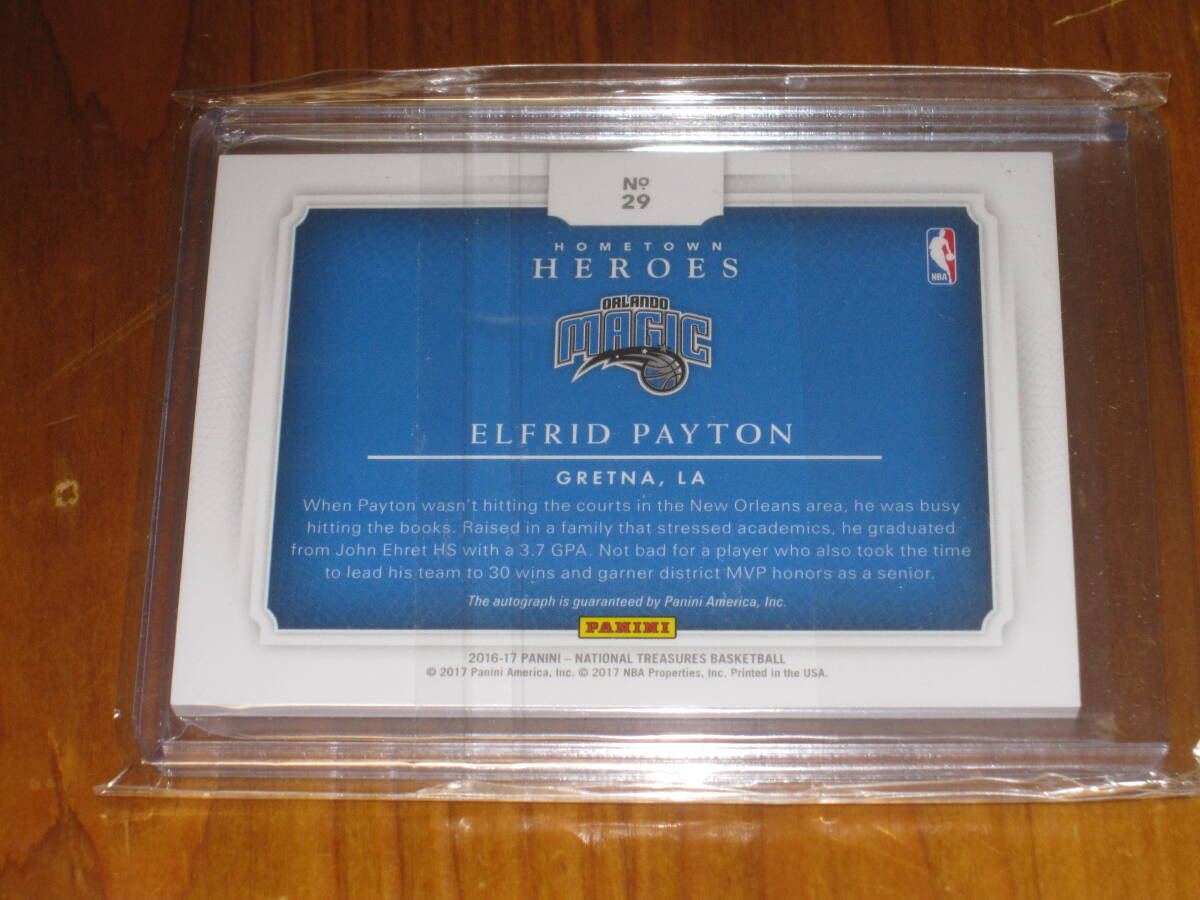 Nº
29
HOMETOWN
HEROES
NBA
ORLANDO
MAGIC
ELFRID PAYTON
GRETNA, LA
When Payton wasn't hitting the courts in the New Orleans area, he was busy
hitting the books. Raised in a family that stressed academics, he graduated
from John Ehret HS with a 3.7 GPA. Not bad for a player who also took the time
to lead his team to 30 wins and garner district MVP honors as a senior.
The autograph is guaranteed by Panini America, Inc.
PANINI
2016-17 PANINI – NATIONAL TREASURES BASKETBALL
© 2017 Panini America, Inc. © 2017 NBA Properties, Inc. Printed in the USA.